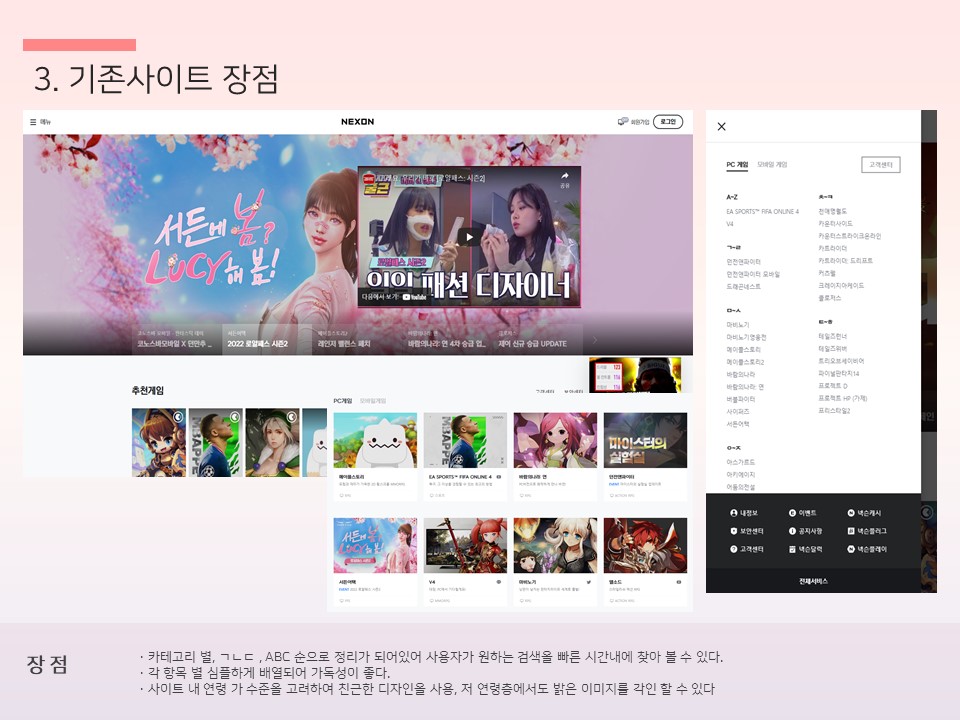 3. 기존사이트 장점
메뉴
NEXON
회원가입
로그인
서든에 봄?
LUCY해 봄!
공유
다음에서 보기: YouTube
의 패션 디자이너
코노스바모바일 X 던만추 ...
서든어택
2022 로얄패스 시즌2
레인저 밸런스 패치
바람의나라: 연 4차 승급 업...
제이 신규 승급 UPDATE
추천게임
PC게임 모바일게임
메이플스토리
EA SPORTS™ FIFA ONLINE 4
바람의나라: 연
던전앤파이터
서든어택
V4
마비노기
엘소드
PC 게임 모바일 게임
고객센터
A~Z
EA SPORTS™ FIFA ONLINE 4
V4
ㄱ~ㄹ
던전앤파이터
던전앤파이터 모바일
드래곤네스트
ㅁ~ㅅ
마비노기
마비노기영웅전
메이플스토리
메이플스토리2
바람의나라
바람의나라: 연
버블파이터
사이퍼즈
서든어택
ㅇ~ㅈ
아스가르드
아키에이지
어둠의전설
ㅊ~ㅋ
천애명월도
카운터사이드
카운터스트라이크온라인
카트라이더
카트라이더: 드리프트
커츠펠
크레이지아케이드
클로저스
ㅌ~ㅎ
테일즈런너
테일즈위버
트리오브세이비어
파이널판타지14
프로젝트 D
프로젝트 HP (가제)
프리스타일2
내정보 이벤트 넥슨캐시
보안센터 공지사항 넥슨플러그
고객센터 넥슨달력 넥슨플레이
전체서비스
장 점
· 카테고리 별, ㄱㄴㄷ , ABC 순으로 정리가 되어있어 사용자가 원하는 검색을 빠른 시간내에 찾아 볼 수 있다.
· 각 항목 별 심플하게 배열되어 가독성이 좋다.
· 사이트 내 연령 가 수준을 고려하여 친근한 디자인을 사용, 저 연령층에서도 밝은 이미지를 각인 할 수 있다